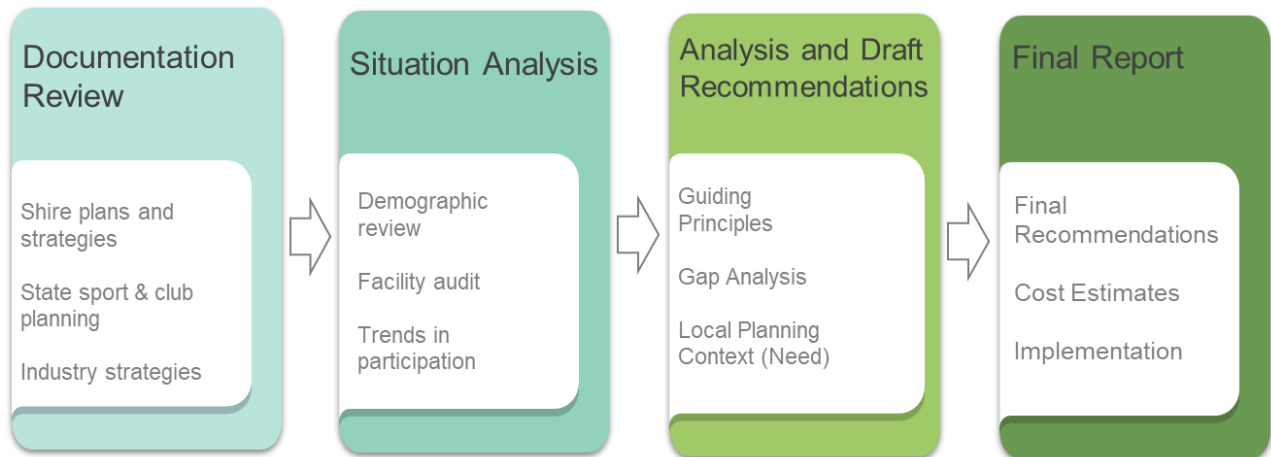 Documentation
Review
Shire plans and
strategies
State sport & club
planning
Industry strategies
Situation Analysis
Demographic
review
Facility audit
Trends in
participation
Analysis and Draft
Recommendations
Guiding
Principles
Gap Analysis
Local Planning
Context (Need)
Final Report
Final
Recommendations
Cost Estimates
Implementation